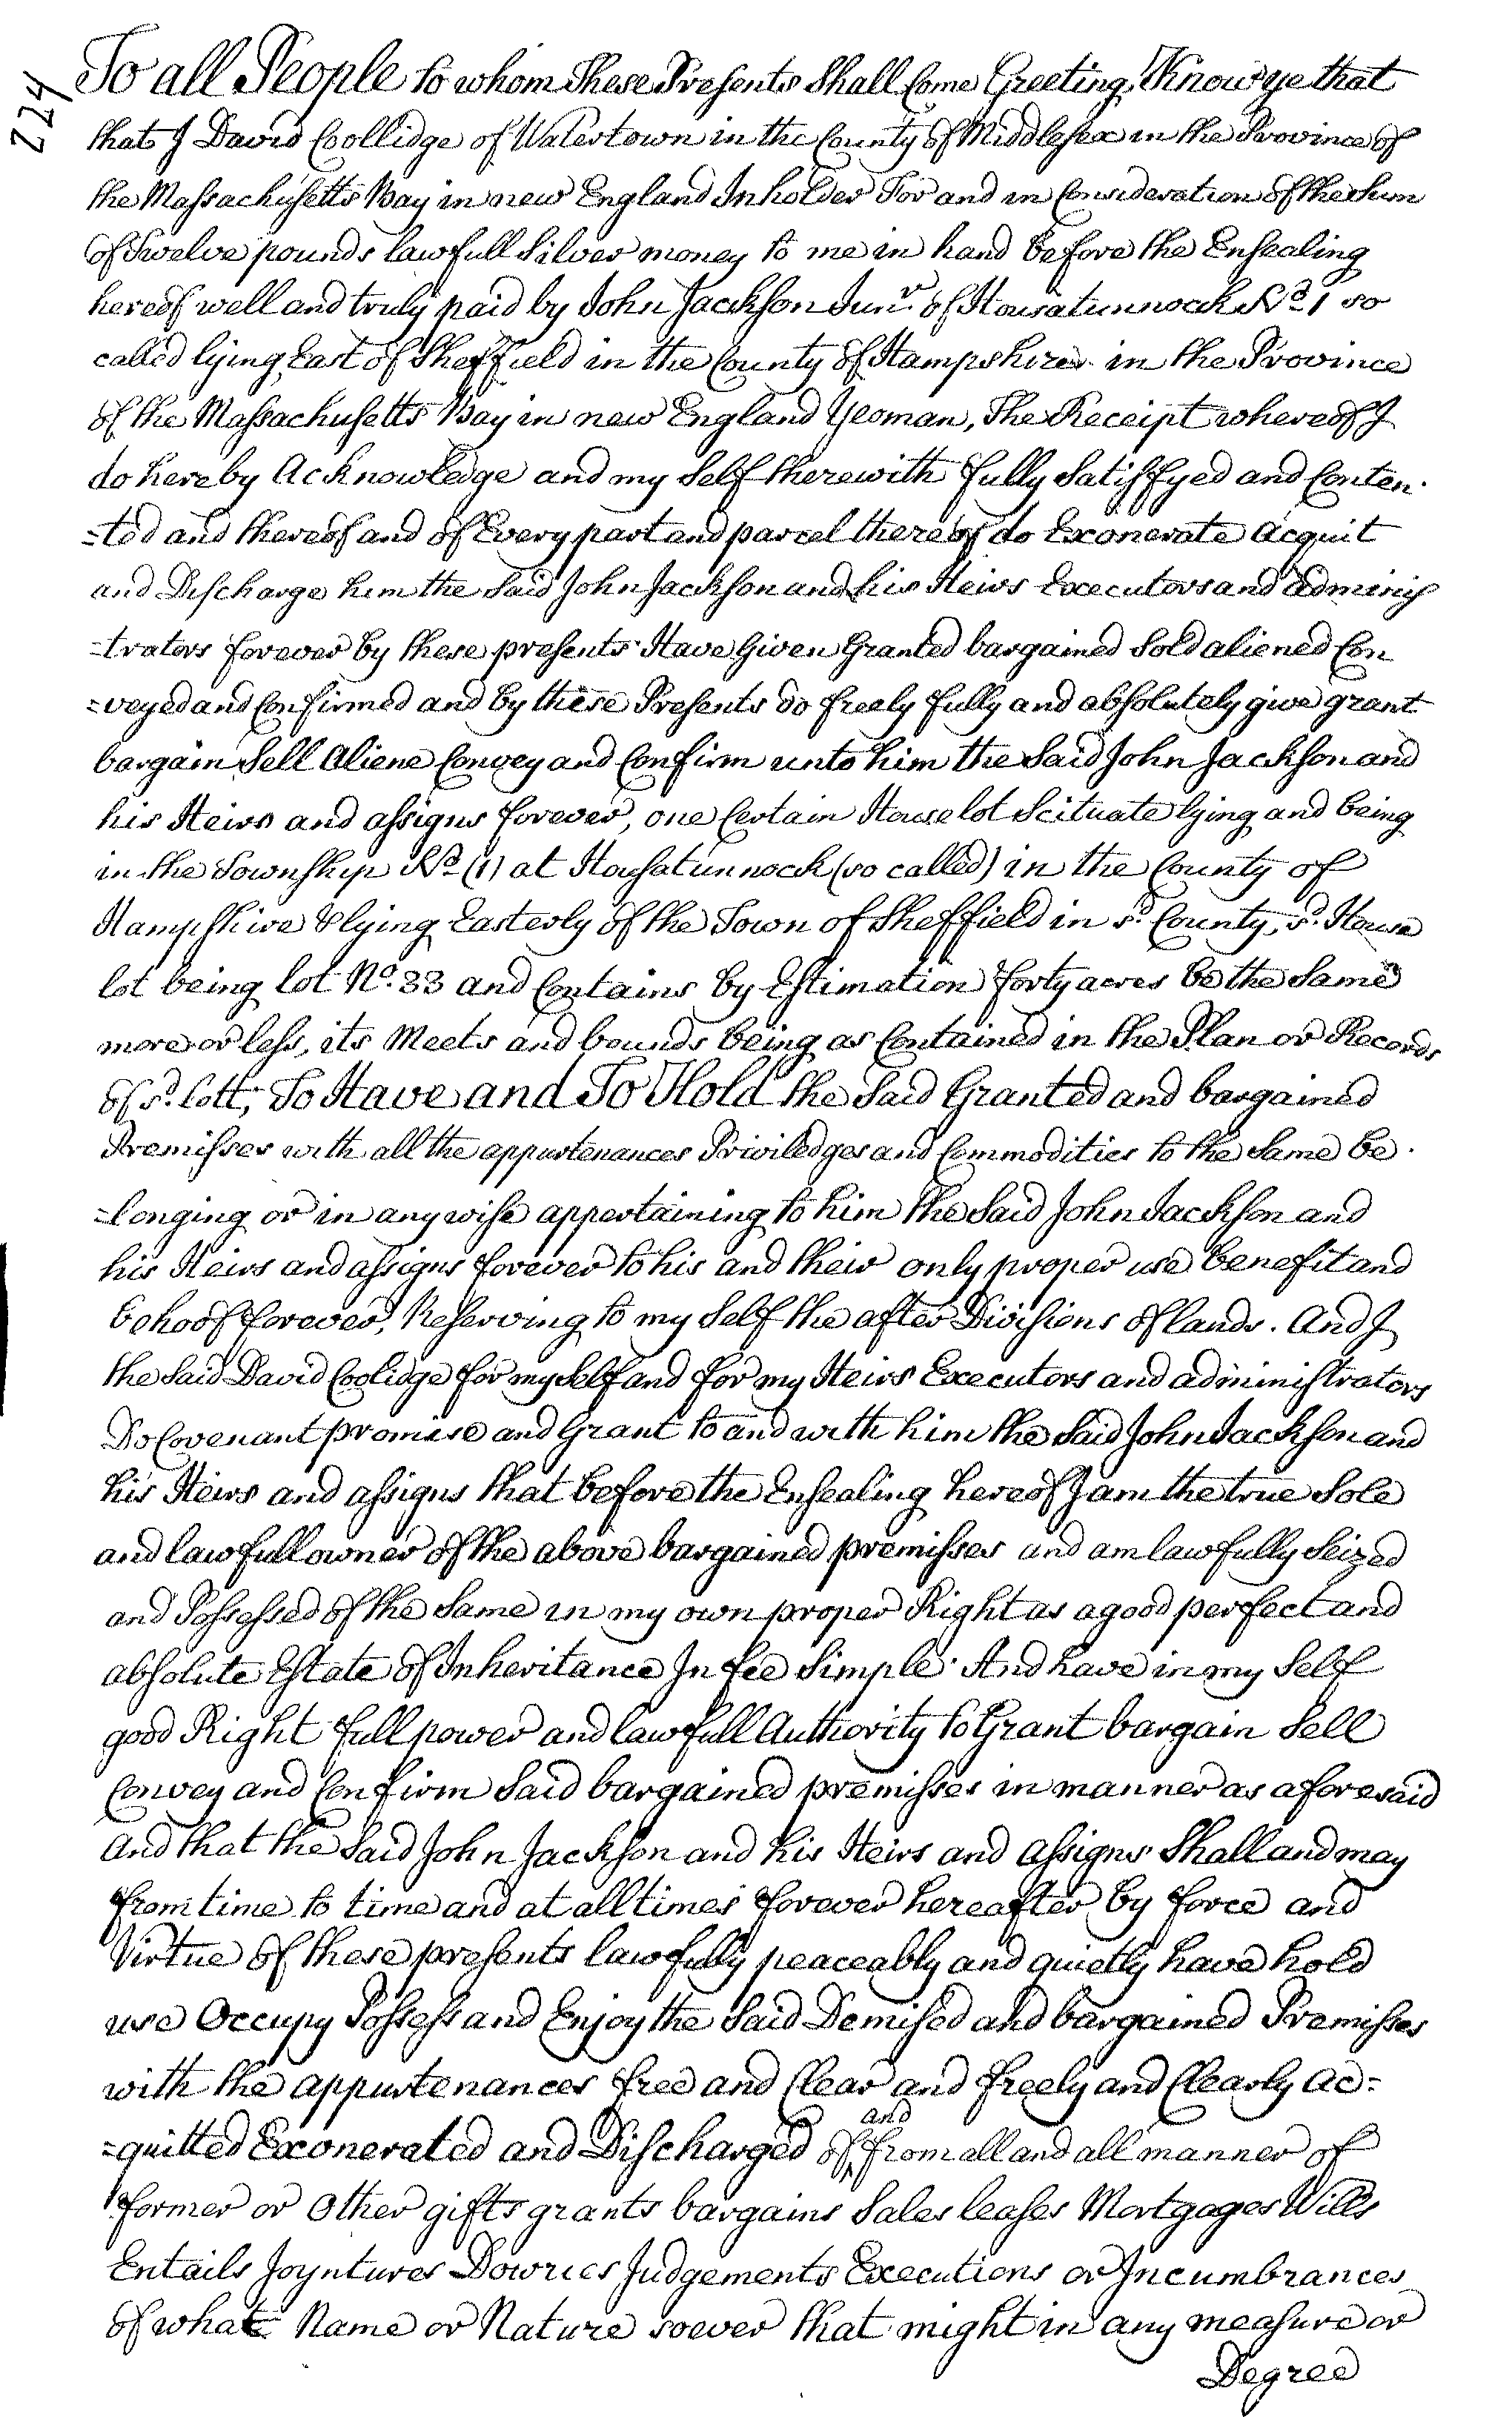 224
To all People to whom These Presents Shall Come Greeting, Know ye that
that I David Coollidge of Watertown in the County of Middlesex in the Province of
the Massachusetts Bay in new England Inholder For and in Consideration of the Sum
of Twelve pounds lawfull Silver money to me in hand before the Ensealing
hereof well and truly paid by John Jackson Junr. of Housatunnock No. 1 so
called lying East of Sheffield in the County of Hampshire in the Province
of the Massachusetts Bay in new England Yeoman, The Receipt whereof I
do hereby Acknowledge and my Self therewith fully Satisfyed and Conten-
-ted and thereof and of Every part and parcel thereof do Exonerate Acquit
and Discharge him the Said John Jackson and his Heirs Executors and Adminis
-trators forever by these presents Have Given Granted bargained Sold aliened Con
-veyed and Confirmed and by these Presents do freely fully and absolutely give grant
bargain Sell Aliene Convey and Confirm unto him the Said John Jackson and
his Heirs and assigns forever, one Certain House lot Scituate lying and being
in the Township No. (1) at Housatunnock (so called) in the County of
Hampshire & lying Easterly of the Town of Sheffield in sd. County, sd. House
lot being lot No. 33 and Contains by Estimation forty acres be the Same
more or less, its Meets and bounds being as Contained in the Plan or Records
of sd. lott; To Have and To Hold the Said Granted and bargained
Premisses with all the appurtenances Priviledges and Commodities to the Same be-
-longing or in any wise appertaining to him the Said John Jackson and
his Heirs and assigns forever to his and their only proper use benefit and
behoof forever, Reserving to my Self the after Divisions of lands. And I
the Said David Coolidge for my Self and for my Heirs Executors and administrators
Do Covenant promise and Grant to and with him the Said John Jackson and
his Heirs and assigns that before the Ensealing hereof I am the true Sole
and lawfull owner of the above bargained premisses and am lawfully Seized
and Possessed of the Same in my own proper Right as a good perfect and
absolute Estate of Inheritance In fee Simple. And have in my Self
good Right full power and lawfull Authority to Grant bargain Sell
Convey and Confirm Said bargained premisses in manner as aforesaid
And that the Said John Jackson and his Heirs and Assigns Shall and may
from time to time and at all times forever hereafter by force and
Virtue of these presents lawfully peaceably and quietly have hold
use Occupy Possess and Enjoy the Said Demised and bargained Premisses
with the appurtenances free and Clear and freely and Clearly Ac=
=quitted Exonerated and Discharged of and from all and all manner of
former or other gifts grants bargains Sales leases Mortgages Wills
Entails Joyntures Dowries Judgements Executions or Incumbrances
of what Name or Nature soever that might in any measure or
Degree